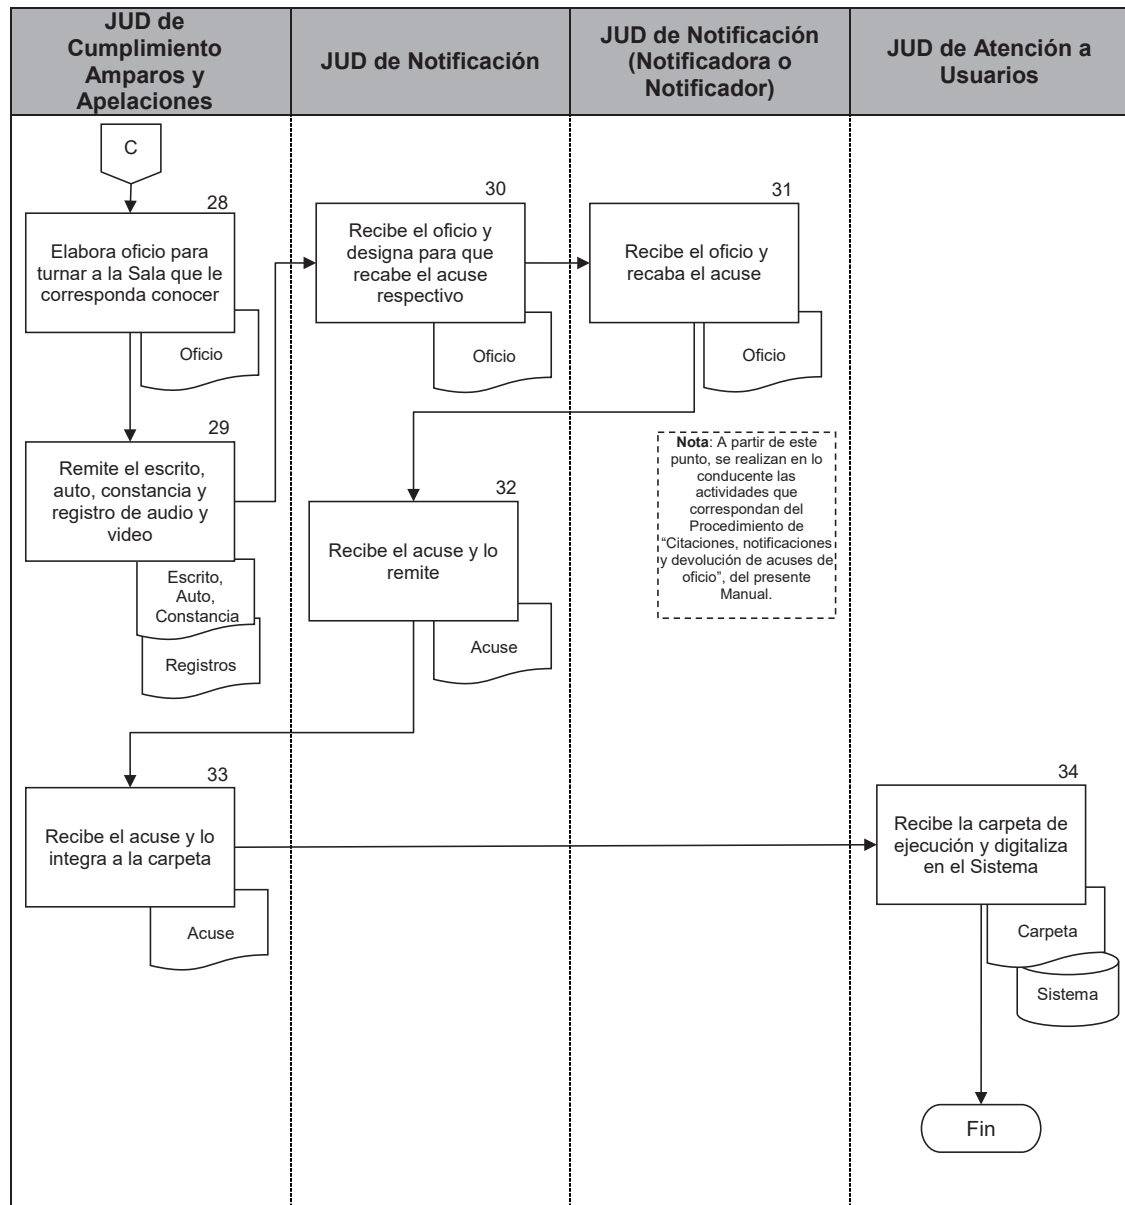 JUD de
Cumplimiento
Amparos y
Apelaciones
JUD de Notificación
JUD de Notificación
(Notificadora o
Notificador)
JUD de Atención a
Usuarios
C
28
Elabora oficio para
turnar a la Sala que le
corresponda conocer
Oficio
29
Remite el escrito,
auto, constancia y
registro de audio y
video
Escrito,
Auto,
Constancia
Registros
30
Recibe el oficio y
designa para que
recabe el acuse
respectivo
Oficio
31
Recibe el oficio y
recaba el acuse
Oficio
Nota: A partir de este
punto, se realizan en lo
conducente las
actividades que
correspondan del
Procedimiento de
“Citaciones, notificaciones
y devolución de acuses de
oficio”, del presente
Manual.
32
Recibe el acuse y lo
remite
Acuse
33
Recibe el acuse y lo
integra a la carpeta
Acuse
34
Recibe la carpeta de
ejecución y digitaliza
en el Sistema
Carpeta
Sistema
Fin